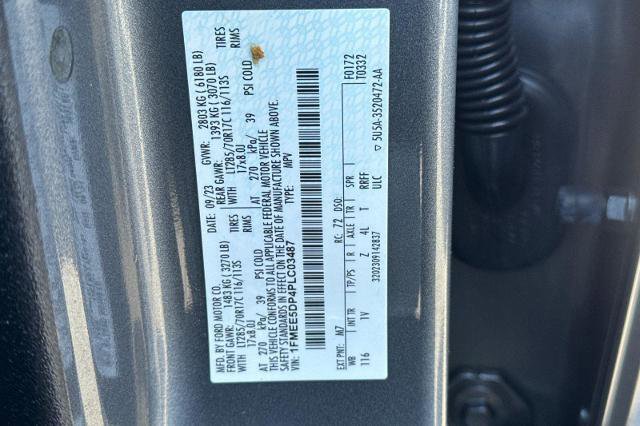 MFD. BY FORD MOTOR CO.
09/23
GVWR: 2803 KG ( 6180 LB)
FRONT GAWR: 1483 KG (3270 LB)
REAR GAWR: 1393 KG (3070 LB)
WITH LT285/70R17C 116/113S TIRES
WITH LT285/70R17C 116/113S TIRES
17x8.0J RIMS
17x8.0J RIMS
AT 270 kPa/ 39 PSI COLD
AT 270 kPa/ 39 PSI COLD
THIS VEHICLE CONFORMS TO ALL APPLICABLE FEDERAL MOTOR VEHICLE
SAFETY STANDARDS IN EFFECT ON THE DATE OF MANUFACTURE SHOWN ABOVE.
VIN: 1FMEE5DP4PLC03487
TYPE: MPV
F0172
T0332
EXT PNT: M7 RC: 72 DSO:
WB INT TR TP/PS R AXLE TR SPR
116 1V Z 4L T RREF
ULC
3202309142837
5U5A-3520472-AA